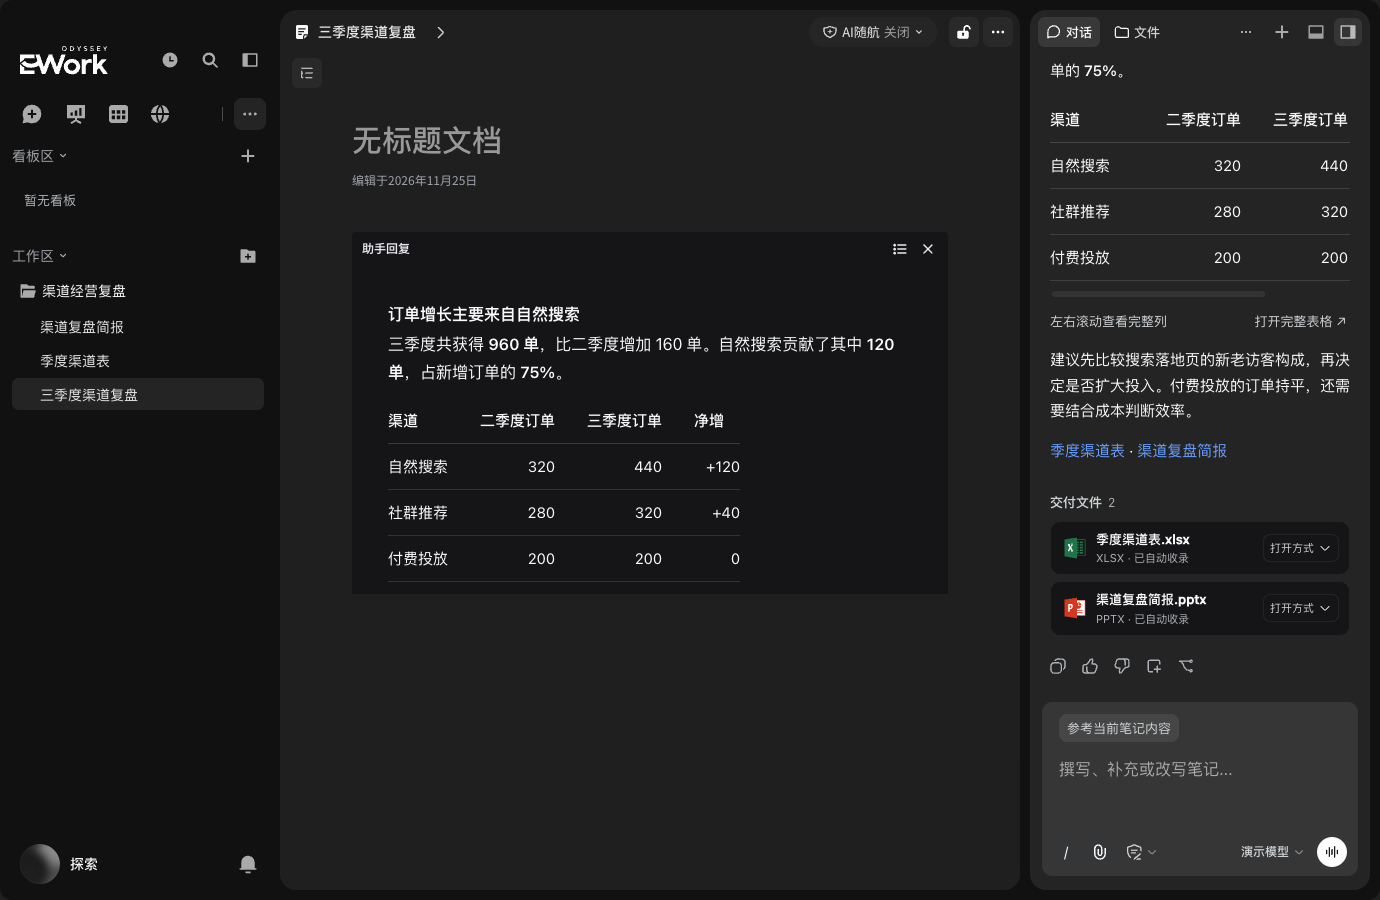 ODYSSEY
EWork
看板区
暂无看板
工作区
渠道经营复盘
渠道复盘简报
季度渠道表
三季度渠道复盘
探索
三季度渠道复盘
AI随航 关闭
无标题文档
编辑于2026年11月25日
助手回复
订单增长主要来自自然搜索
三季度共获得 960 单，比二季度增加 160 单。自然搜索贡献了其中 120
单，占新增订单的 75%。
渠道 二季度订单 三季度订单 净增
自然搜索 320 440 +120
社群推荐 280 320 +40
付费投放 200 200 0
对话 文件
单的 75%。
渠道 二季度订单 三季度订单
自然搜索 320 440
社群推荐 280 320
付费投放 200 200
左右滚动查看完整列 打开完整表格
建议先比较搜索落地页的新老访客构成，再决
定是否扩大投入。付费投放的订单持平，还需
要结合成本判断效率。
季度渠道表 · 渠道复盘简报
交付文件 2
季度渠道表.xlsx
XLSX · 已自动收录
打开方式
渠道复盘简报.pptx
PPTX · 已自动收录
打开方式
参考当前笔记内容
撰写、补充或改写笔记...
/ 演示模型